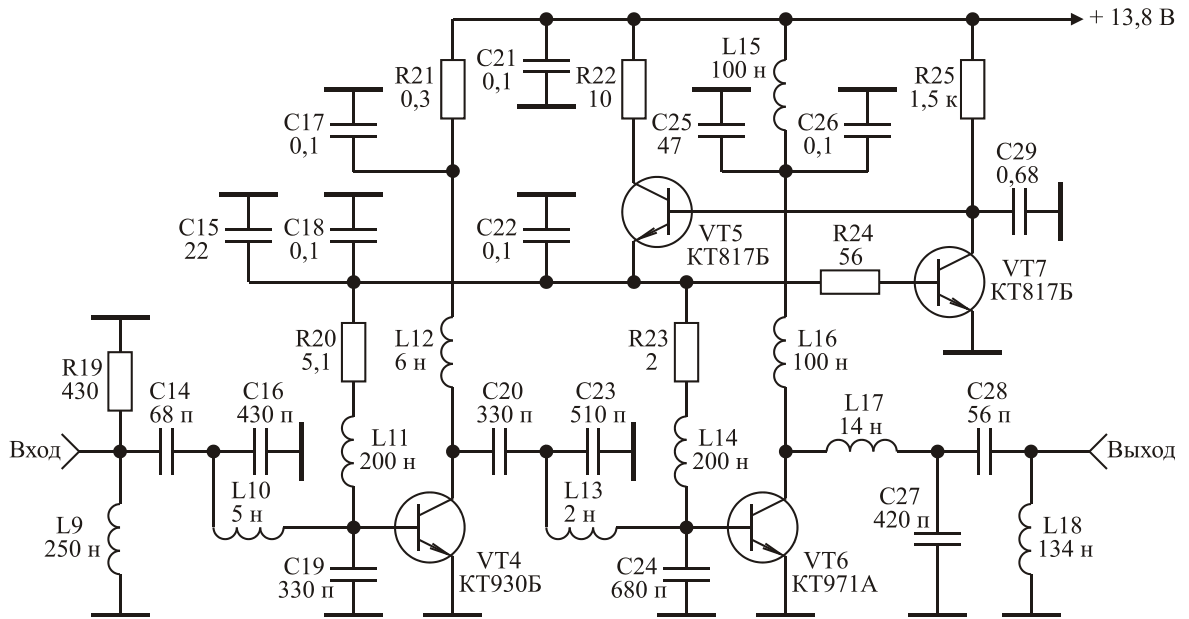 + 13,8 В
R21
0,3
C21
0,1
R22
10
L15
100 н
R25
1,5 к
C17
0,1
C25
47
C26
0,1
C29
0,68
C15
22
C18
0,1
C22
0,1
VT5
КТ817Б
R24
56
VT7
КТ817Б
R19
430
R20
5,1
L12
6 н
R23
2
L16
100 н
C14
68 п
C16
430 п
C20
330 п
C23
510 п
L17
14 н
C28
56 п
Вход
L11
200 н
L14
200 н
Выход
L10
5 н
L13
2 н
C27
420 п
L9
250 н
L18
134 н
C19
330 п
VT4
КТ930Б
C24
680 п
VT6
КТ971А